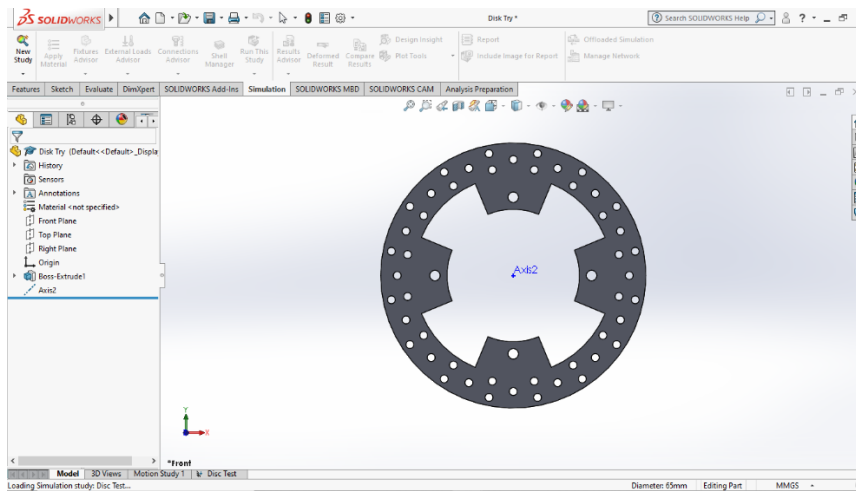 SOLIDWORKS
Disk Try *
Search SOLIDWORKS Help
New Study
Apply Material
Fixtures Advisor
External Loads Advisor
Connections Advisor
Shell Manager
Run This Study
Results Advisor
Deformed Result
Compare Results
Design Insight
Plot Tools
Report
Include Image for Report
Offloaded Simulation
Manage Network
Features Sketch Evaluate DimXpert SOLIDWORKS Add-Ins Simulation SOLIDWORKS MBD SOLIDWORKS CAM Analysis Preparation
Disk Try (Default<<Default>_Displa
History
Sensors
A Annotations
Material <not specified>
Front Plane
Top Plane
Right Plane
Origin
Boss-Extrude1
Axis2
Axis2
Y
X
*Front
Model 3D Views Motion Study 1 Disc Test
Loading Simulation study: Disc Test...
Diameter: 65mm Editing Part MMGS